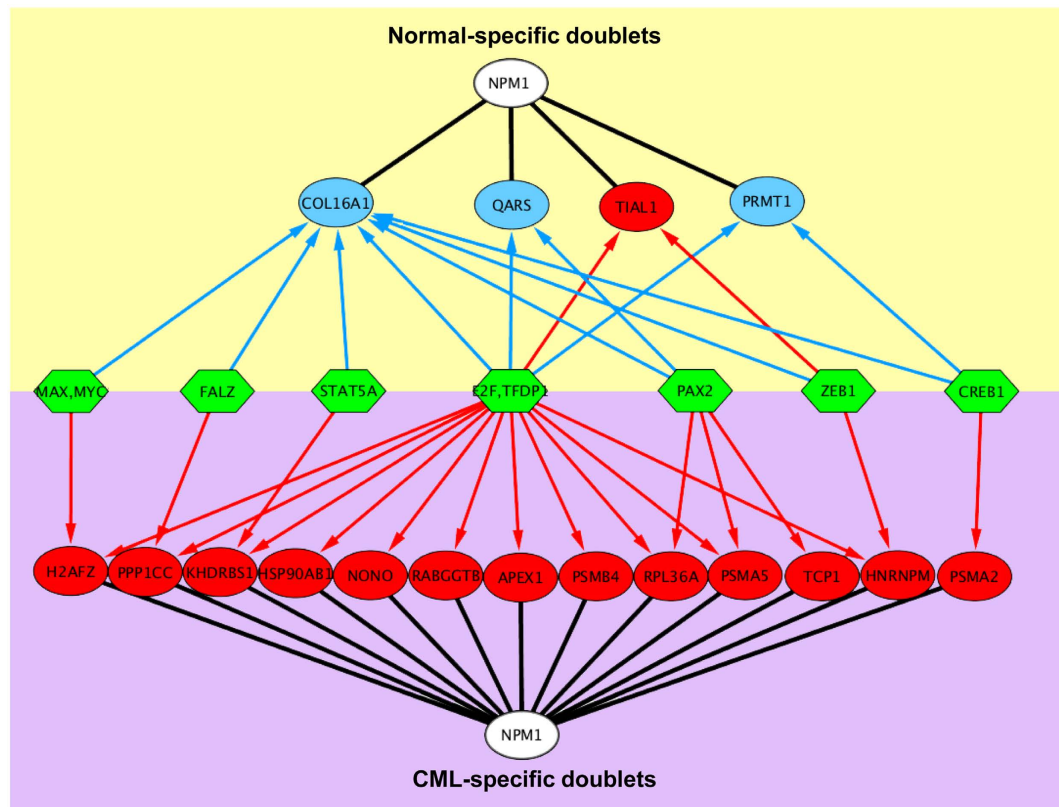 Normal-specific doublets
NPM1
COL16A1
QARS
TIAL1
PRMT1
MAX,MYC
FALZ
STAT5A
E2F,TFDP1
PAX2
ZEB1
CREB1
H2AFZ
PPP1CC
KHDRBS1
HSP90AB1
NONO
RABGGTB
APEX1
PSMB4
RPL36A
PSMA5
TCP1
HNRNPM
PSMA2
NPM1
CML-specific doublets